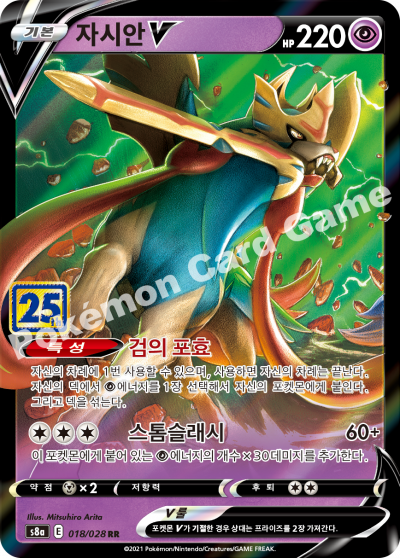 기본 자시안 V HP 220
Pokémon Card Game
25
특성 검의 포효
자신의 차례에 1번 사용할 수 있으며, 사용하면 자신의 차례는 끝난다.
자신의 덱에서 에너지를 1장 선택해서 자신의 포켓몬에게 붙인다.
그리고 덱을 섞는다.
스톰슬래시 60+
이 포켓몬에게 붙어 있는 에너지의 개수 × 30데미지를 추가한다.
약점 ×2 저항력 후퇴
Illus. Mitsuhiro Arita
s8a E 018/028 RR
V룰
포켓몬 V가 기절한 경우 상대는 프라이즈를 2장 가져간다.
©2021 Pokémon/Nintendo/Creatures/GAME FREAK.